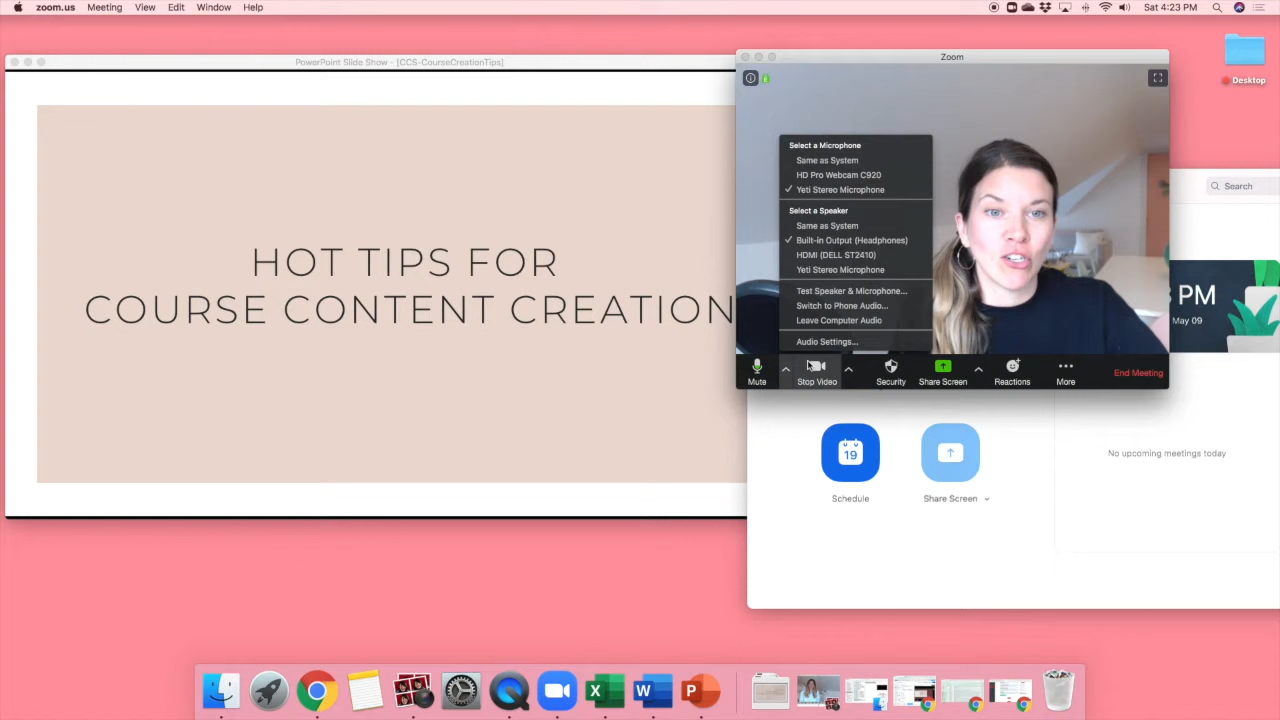 zoom.us Meeting View Edit Window Help
Sat 4:23 PM
PowerPoint Slide Show - [CCS-CourseCreationTips]
HOT TIPS FOR
COURSE CONTENT CREATION
Zoom
Select a Microphone
Same as System
HD Pro Webcam C920
✓ Yeti Stereo Microphone
Select a Speaker
Same as System
✓ Built-in Output (Headphones)
HDMI (DELL ST2410)
Yeti Stereo Microphone
Test Speaker & Microphone...
Switch to Phone Audio...
Leave Computer Audio
Audio Settings...
Mute Stop Video Security Share Screen Reactions More End Meeting
Desktop
Search
PM
May 09
19
Schedule
Share Screen
No upcoming meetings today
X W P